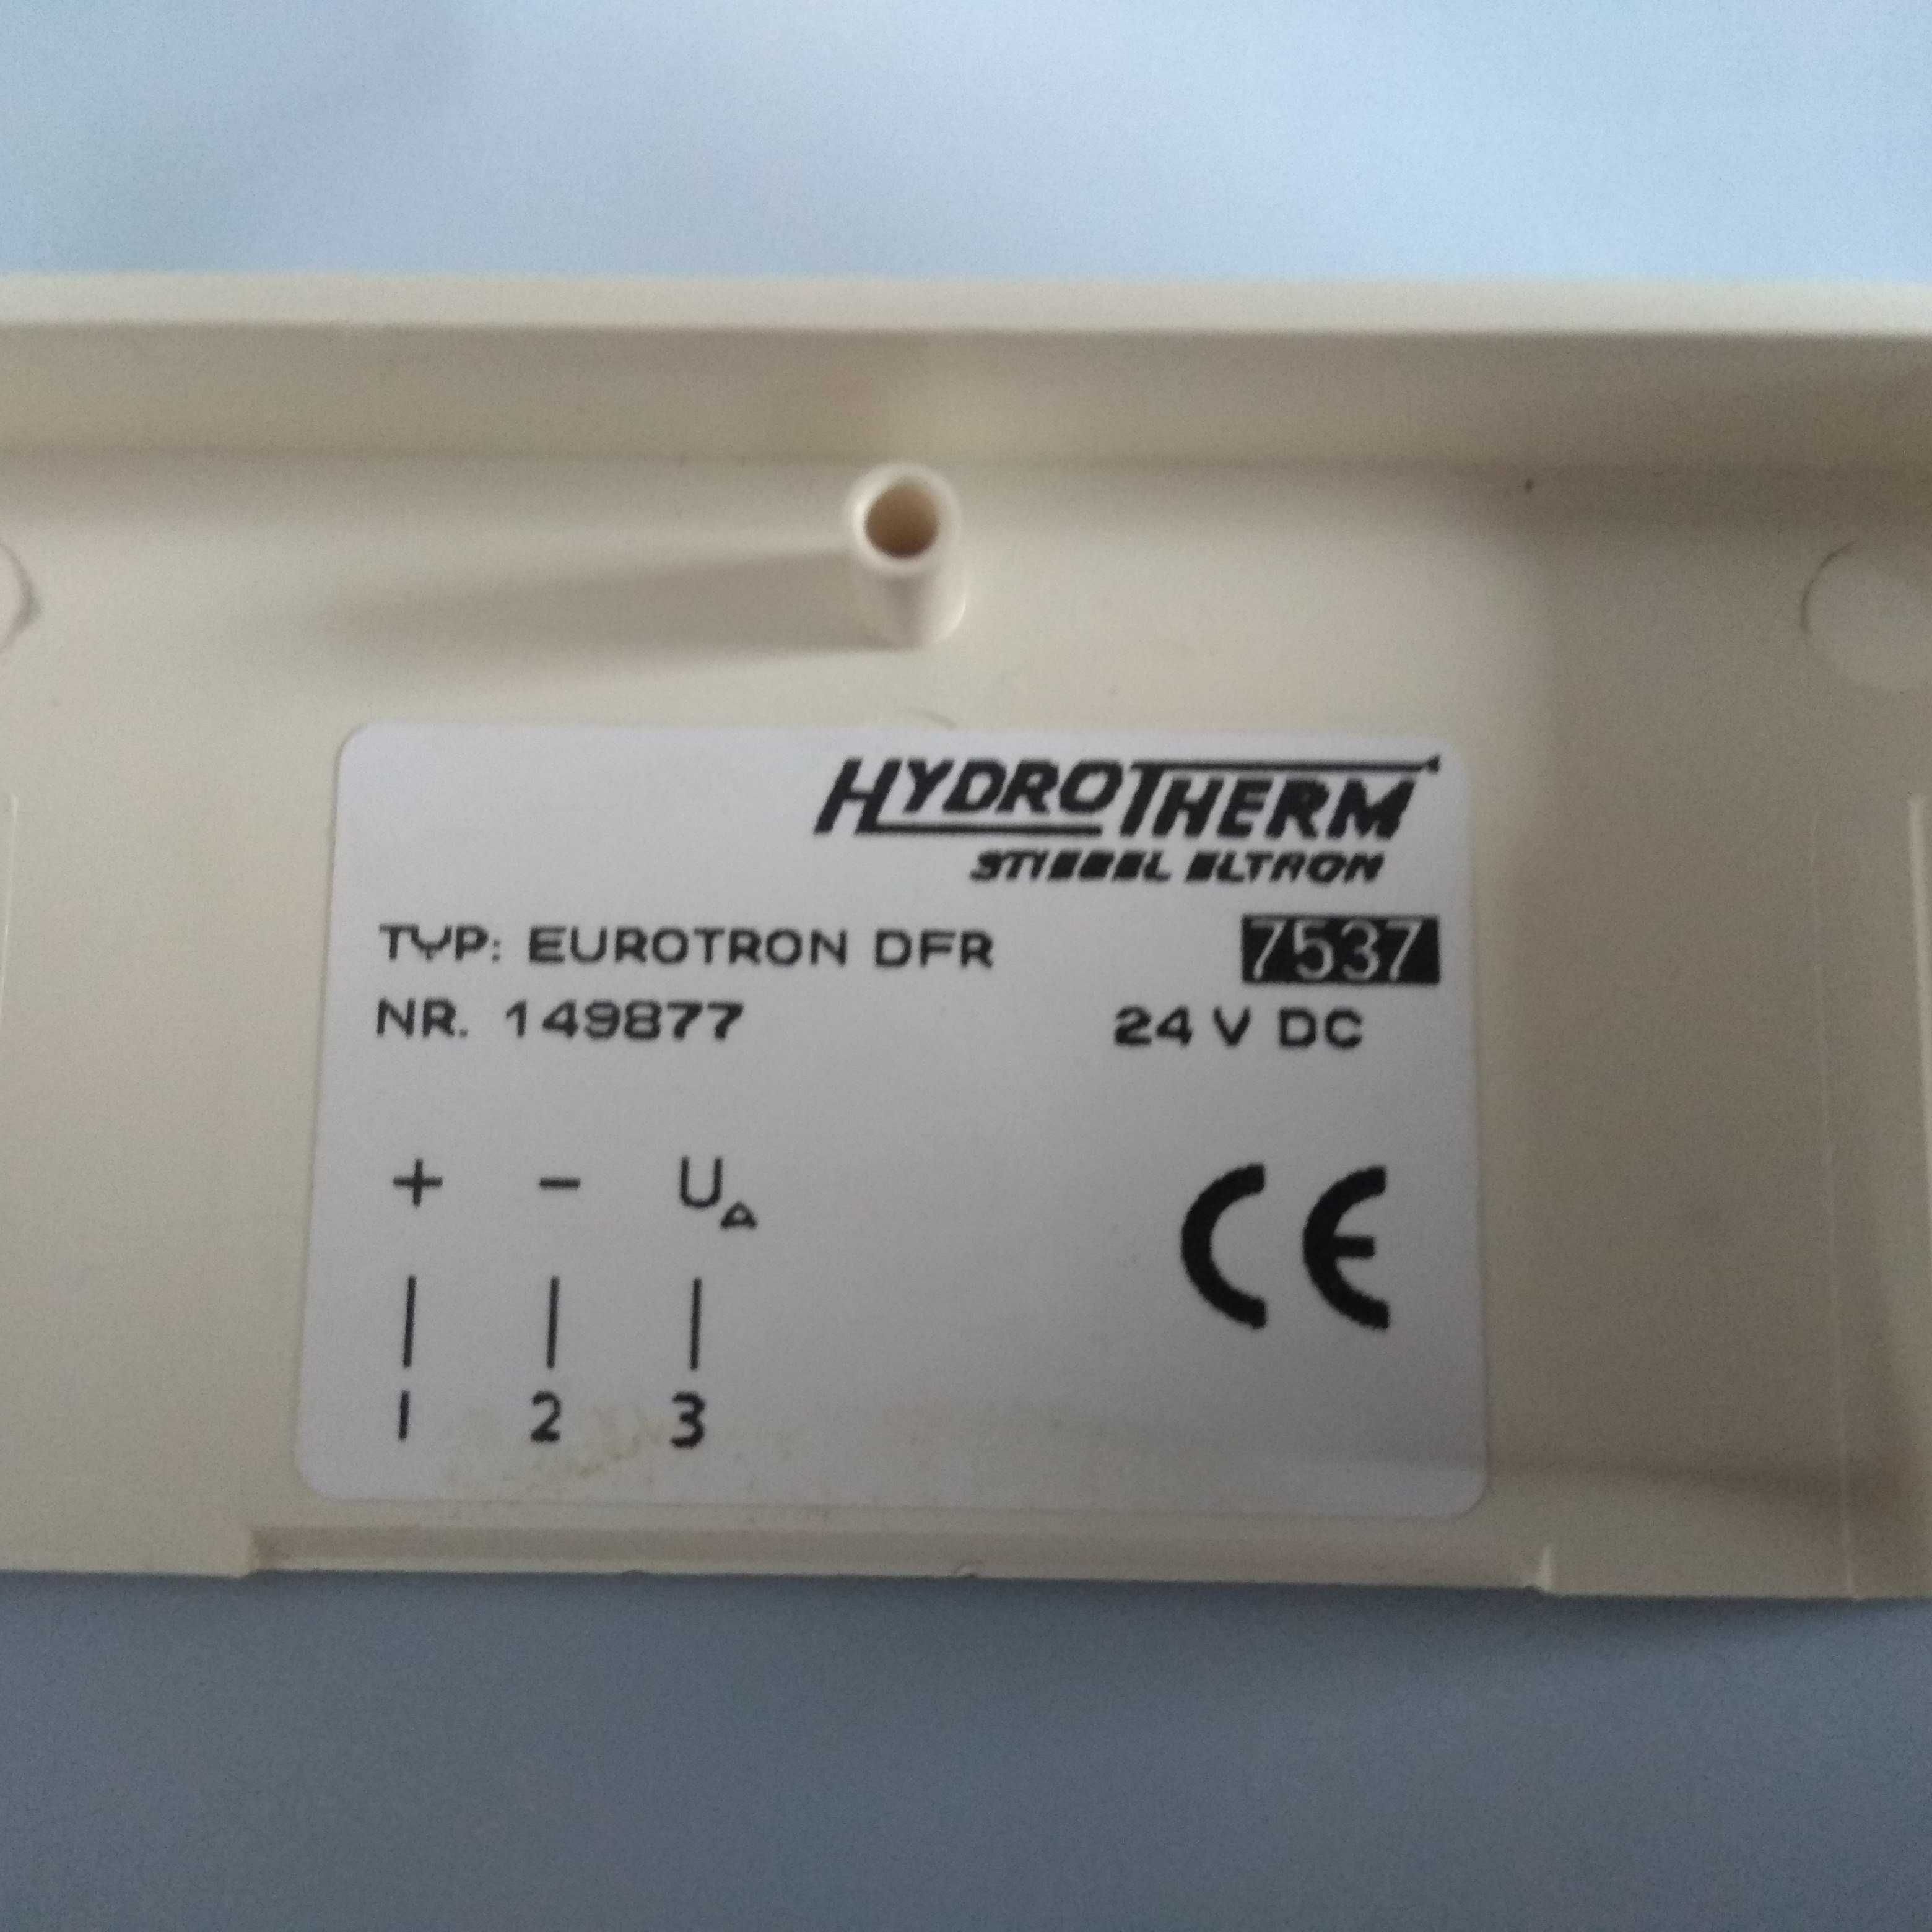 HYDROTHERM
STIEBEL ELTRON
TYP: EUROTRON DFR 7537
NR. 149877 24 V DC
+ - UA
1 2 3
CE